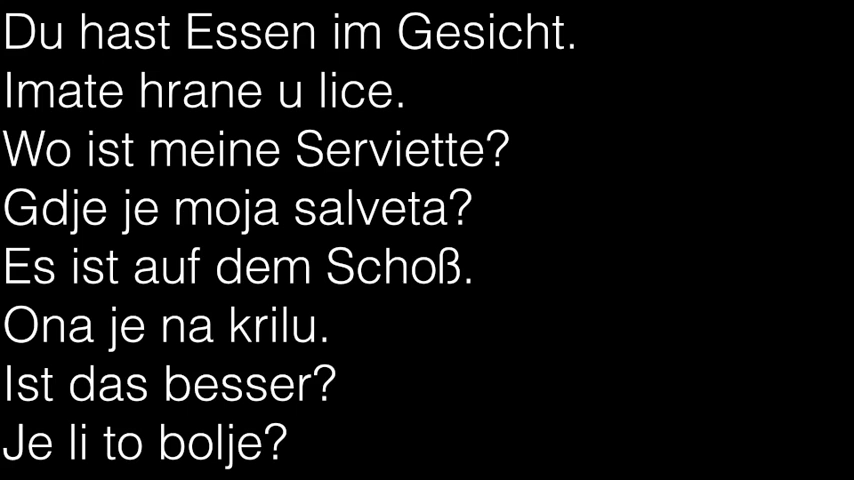 Du hast Essen im Gesicht.
Imate hrane u lice.
Wo ist meine Serviette?
Gdje je moja salveta?
Es ist auf dem Schoß.
Ona je na krilu.
Ist das besser?
Je li to bolje?